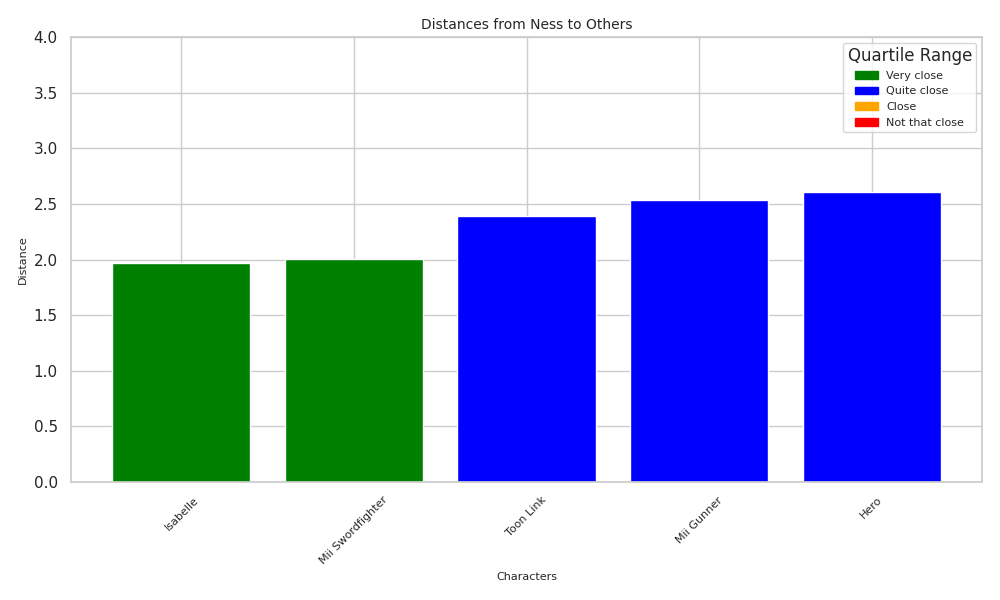 Distances from Ness to Others
4.0
3.5
3.0
2.5
2.0
1.5
1.0
0.5
0.0
Distance
Quartile Range
Very close
Quite close
Close
Not that close
Isabelle
Mii Swordfighter
Toon Link
Mii Gunner
Hero
Characters